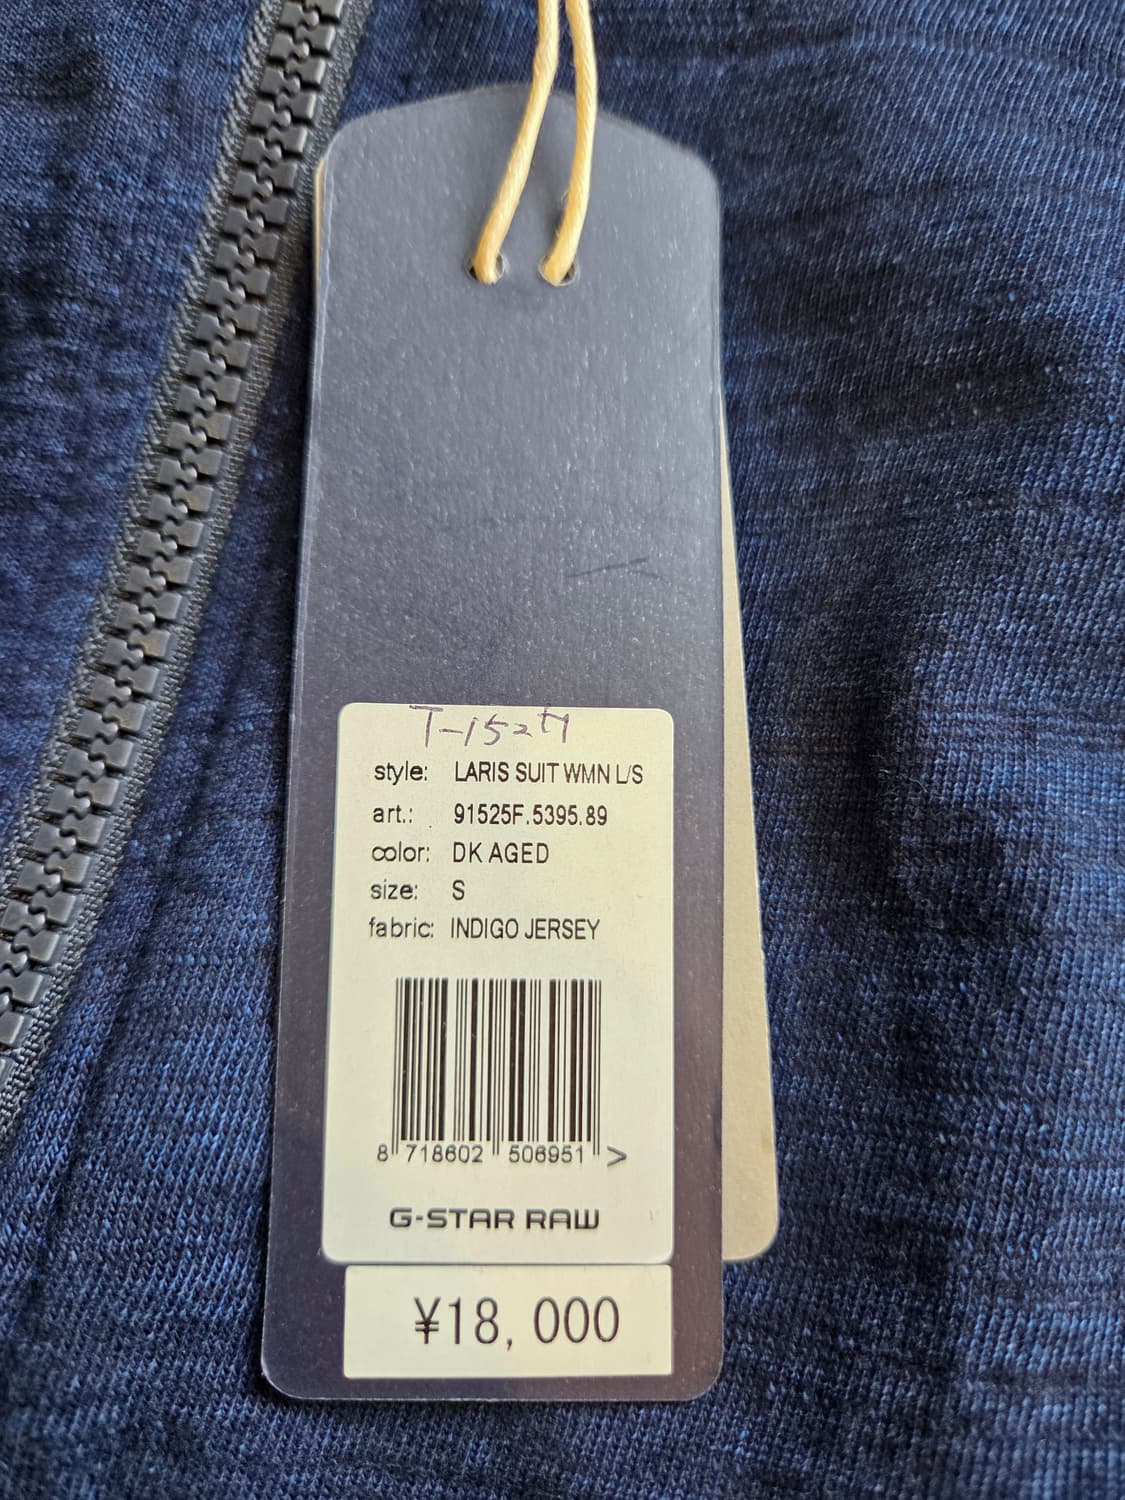 style: LARIS SUIT WMN L/S
art.: 91525F.5395.89
color: DK AGED
size: S
fabric: INDIGO JERSEY
8 718602 506951 >
G-STAR RAW
¥18,000